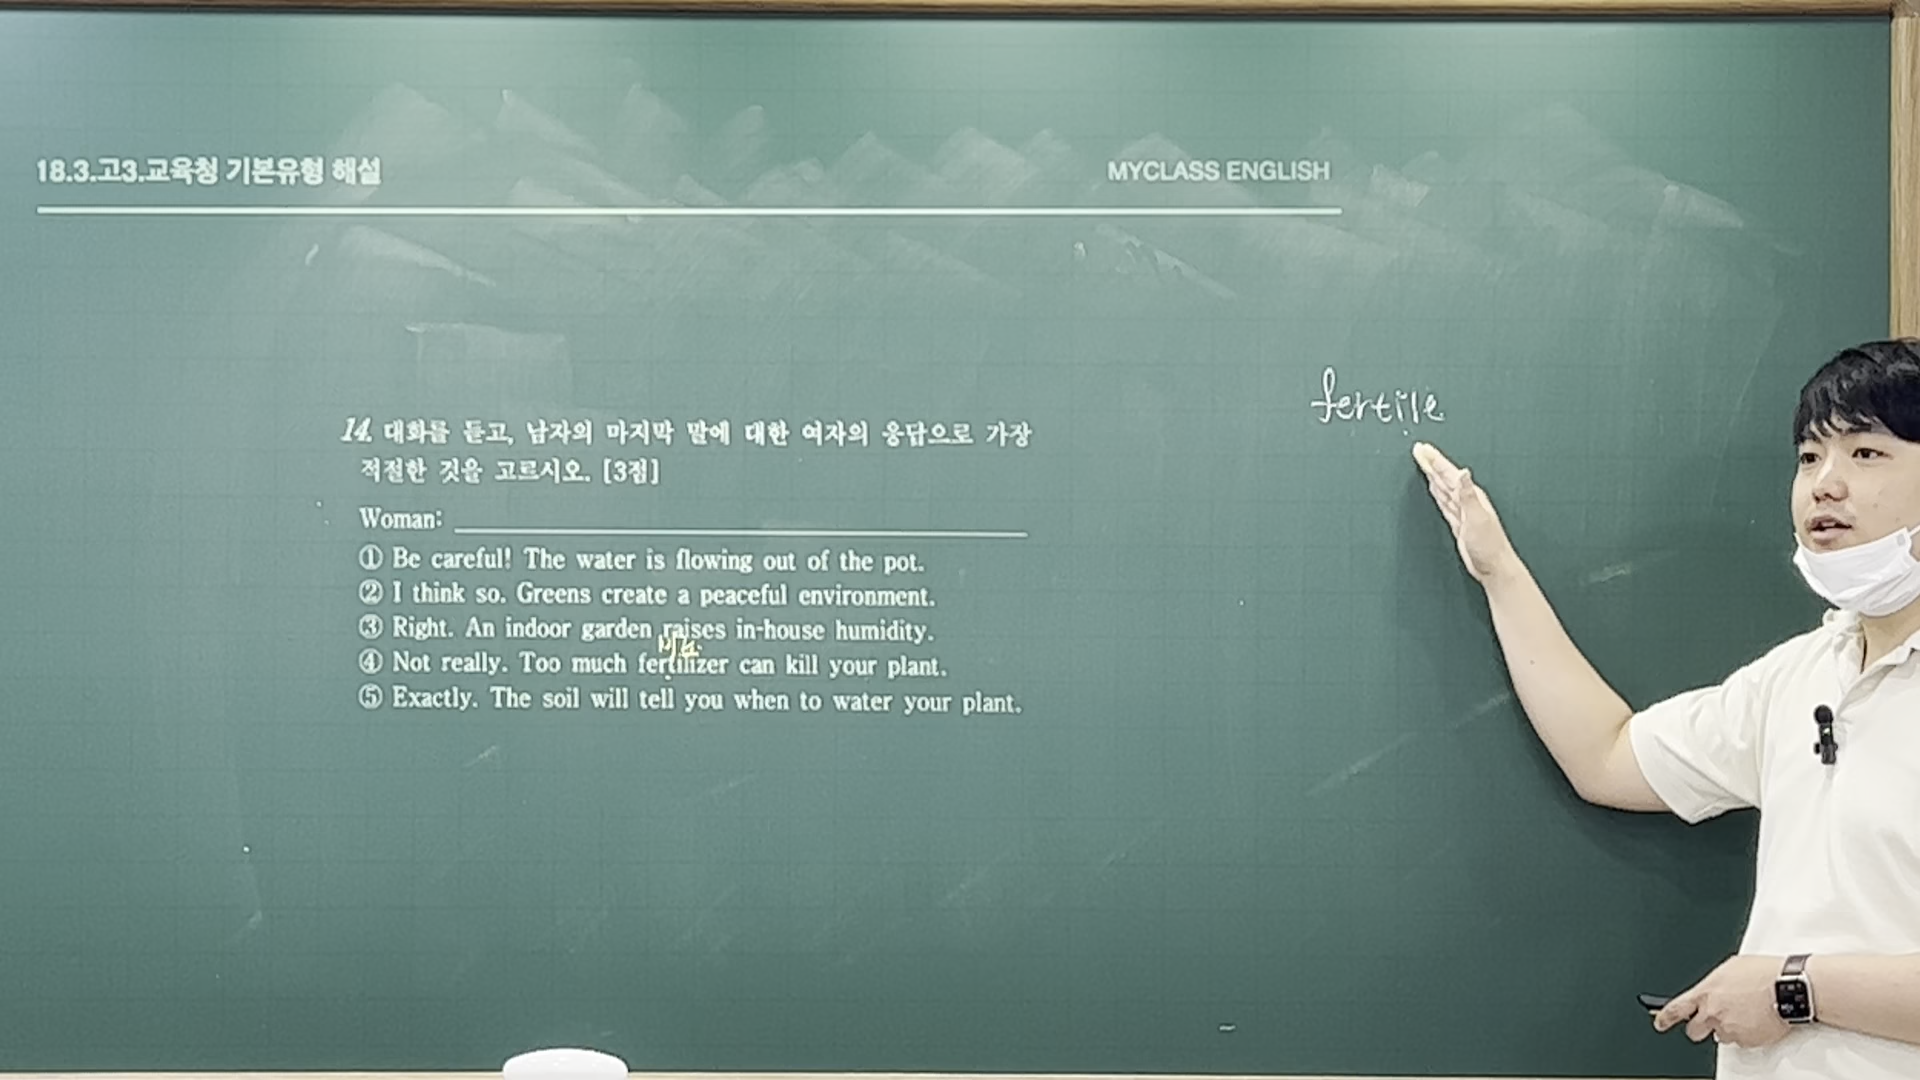 18.3.고3.교육청 기본유형 해설
MYCLASS ENGLISH
fertile
14. 대화를 듣고, 남자의 마지막 말에 대한 여자의 응답으로 가장
적절한 것을 고르시오. [3점]
Woman:
① Be careful! The water is flowing out of the pot.
② I think so. Greens create a peaceful environment.
③ Right. An indoor garden raises in-house humidity.
비료
④ Not really. Too much fertilizer can kill your plant.
⑤ Exactly. The soil will tell you when to water your plant.